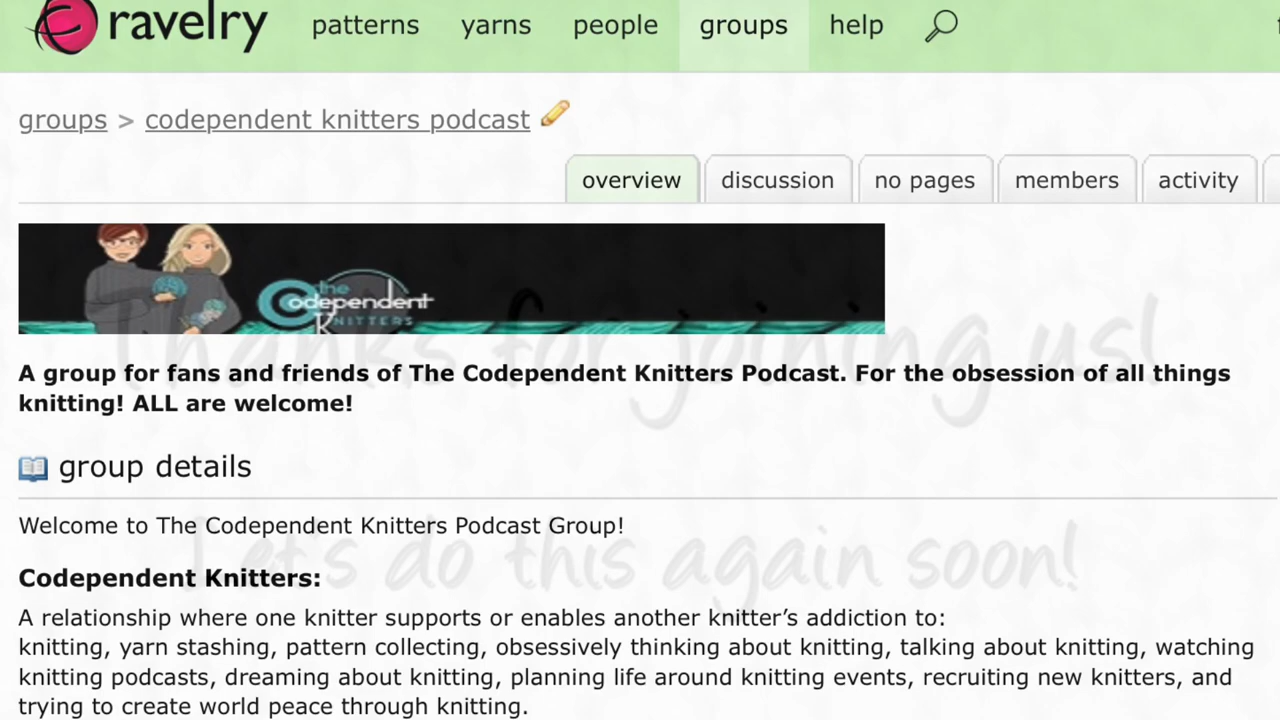 ravelry patterns yarns people groups help
groups > codependent knitters podcast
overview discussion no pages members activity
the
Codependent
KNITTERS
Thanks for joining us!
A group for fans and friends of The Codependent Knitters Podcast. For the obsession of all things
knitting! ALL are welcome!
group details
Welcome to The Codependent Knitters Podcast Group!
Let's do this again soon!
Codependent Knitters:
A relationship where one knitter supports or enables another knitter’s addiction to:
knitting, yarn stashing, pattern collecting, obsessively thinking about knitting, talking about knitting, watching
knitting podcasts, dreaming about knitting, planning life around knitting events, recruiting new knitters, and
trying to create world peace through knitting.